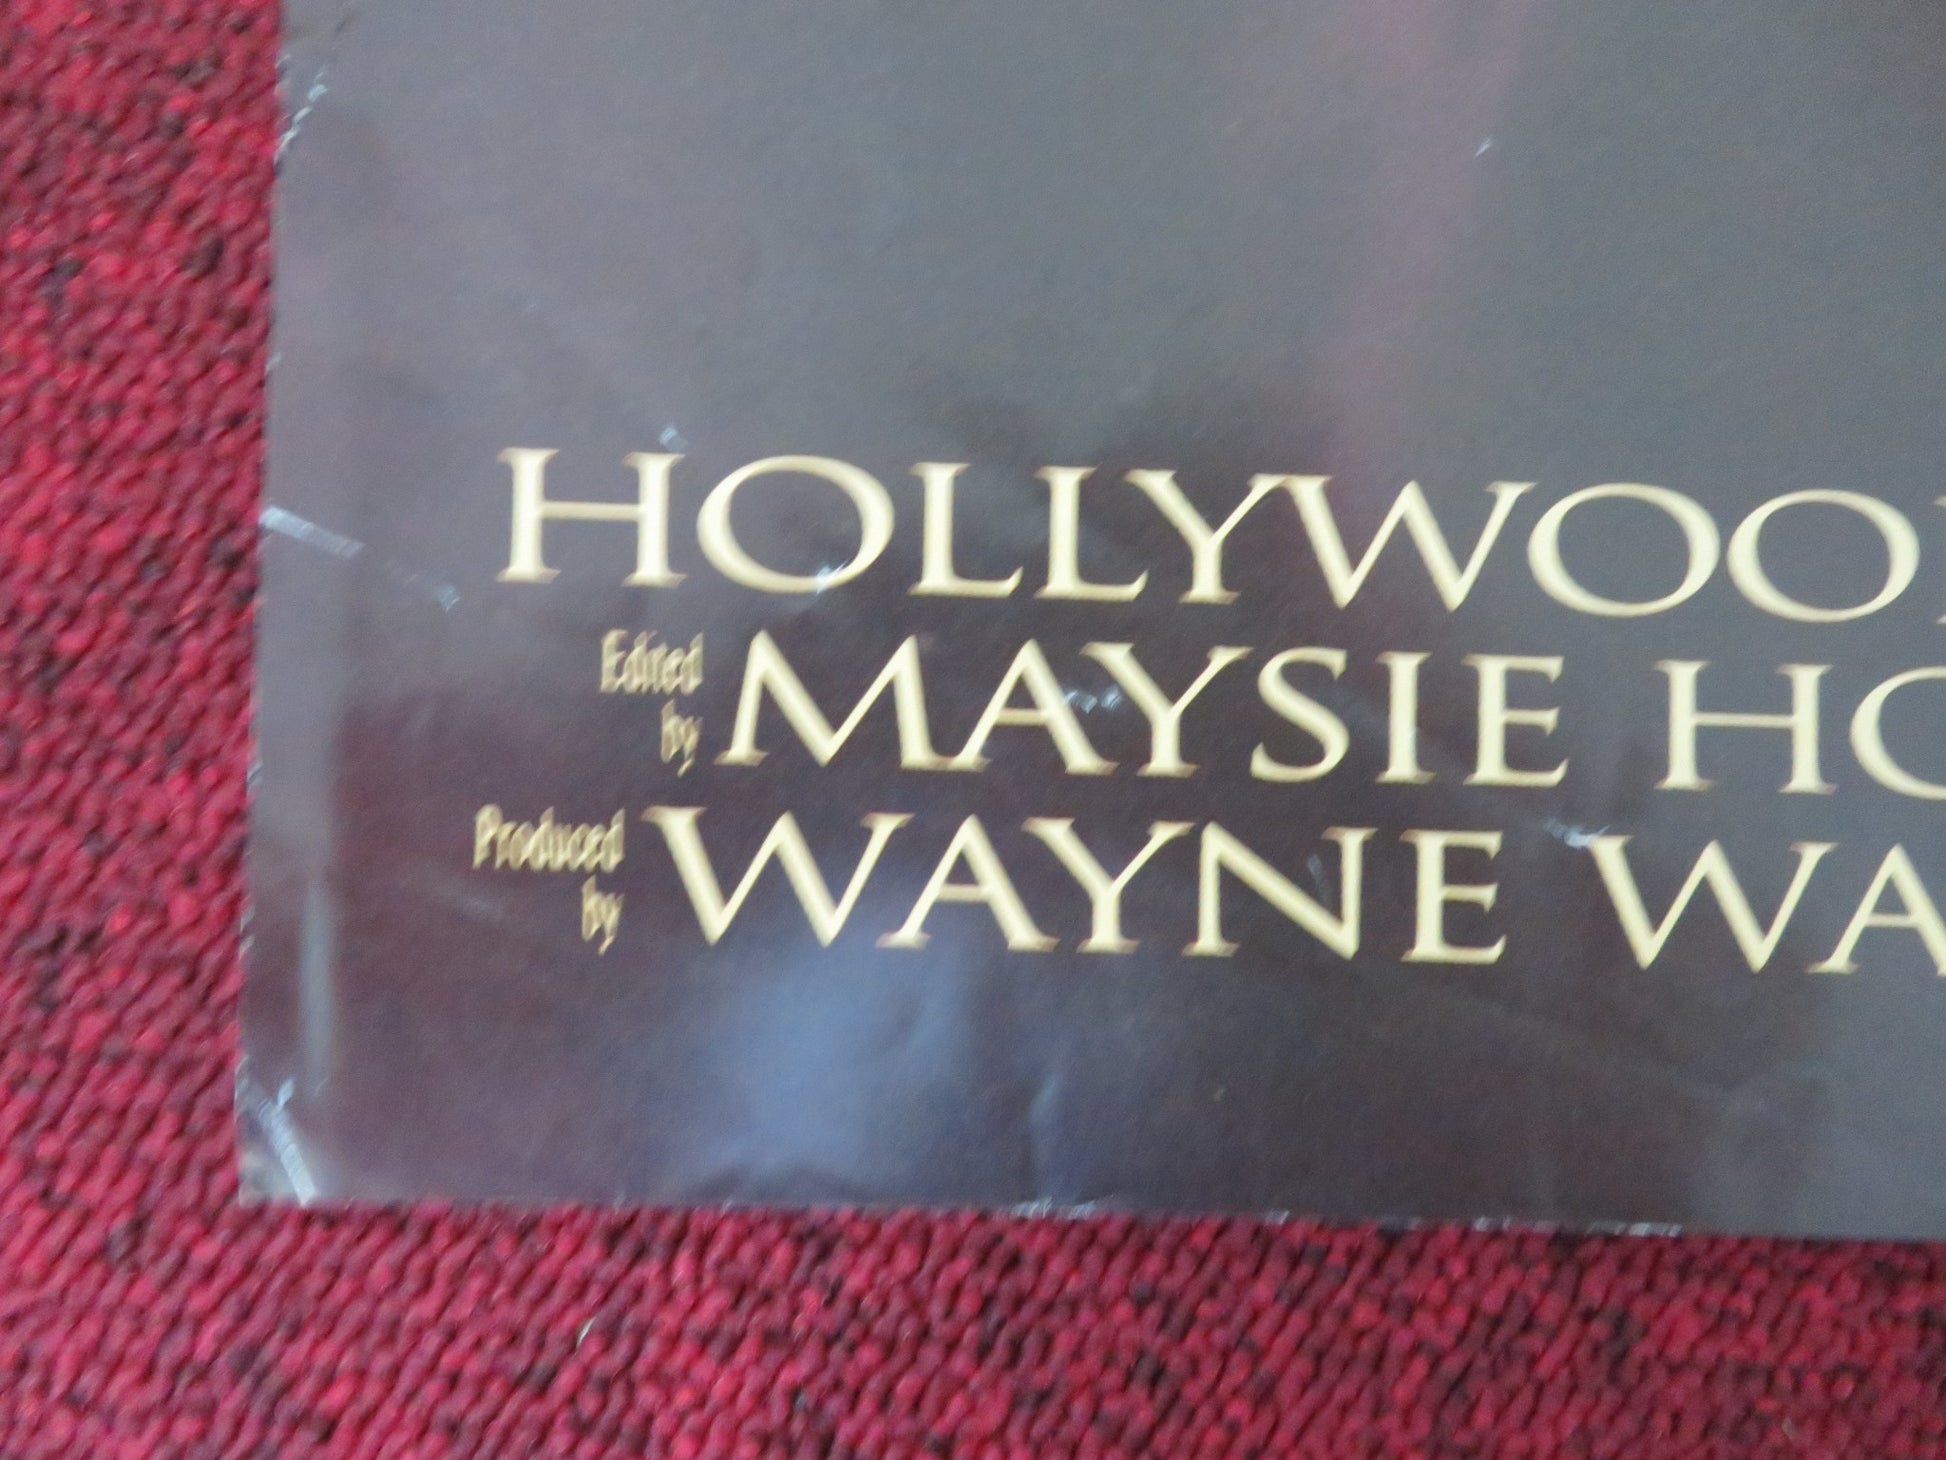 HOLLYWOO
Edited by MAYSIE HO
Produced by WAYNE WA